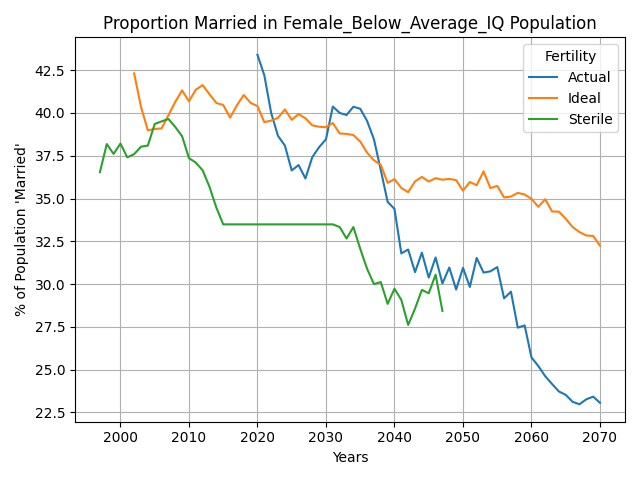 Proportion Married in Female_Below_Average_IQ Population
% of Population 'Married'
42.5
40.0
37.5
35.0
32.5
30.0
27.5
25.0
22.5
Fertility
Actual
Ideal
Sterile
2000 2010 2020 2030 2040 2050 2060 2070
Years